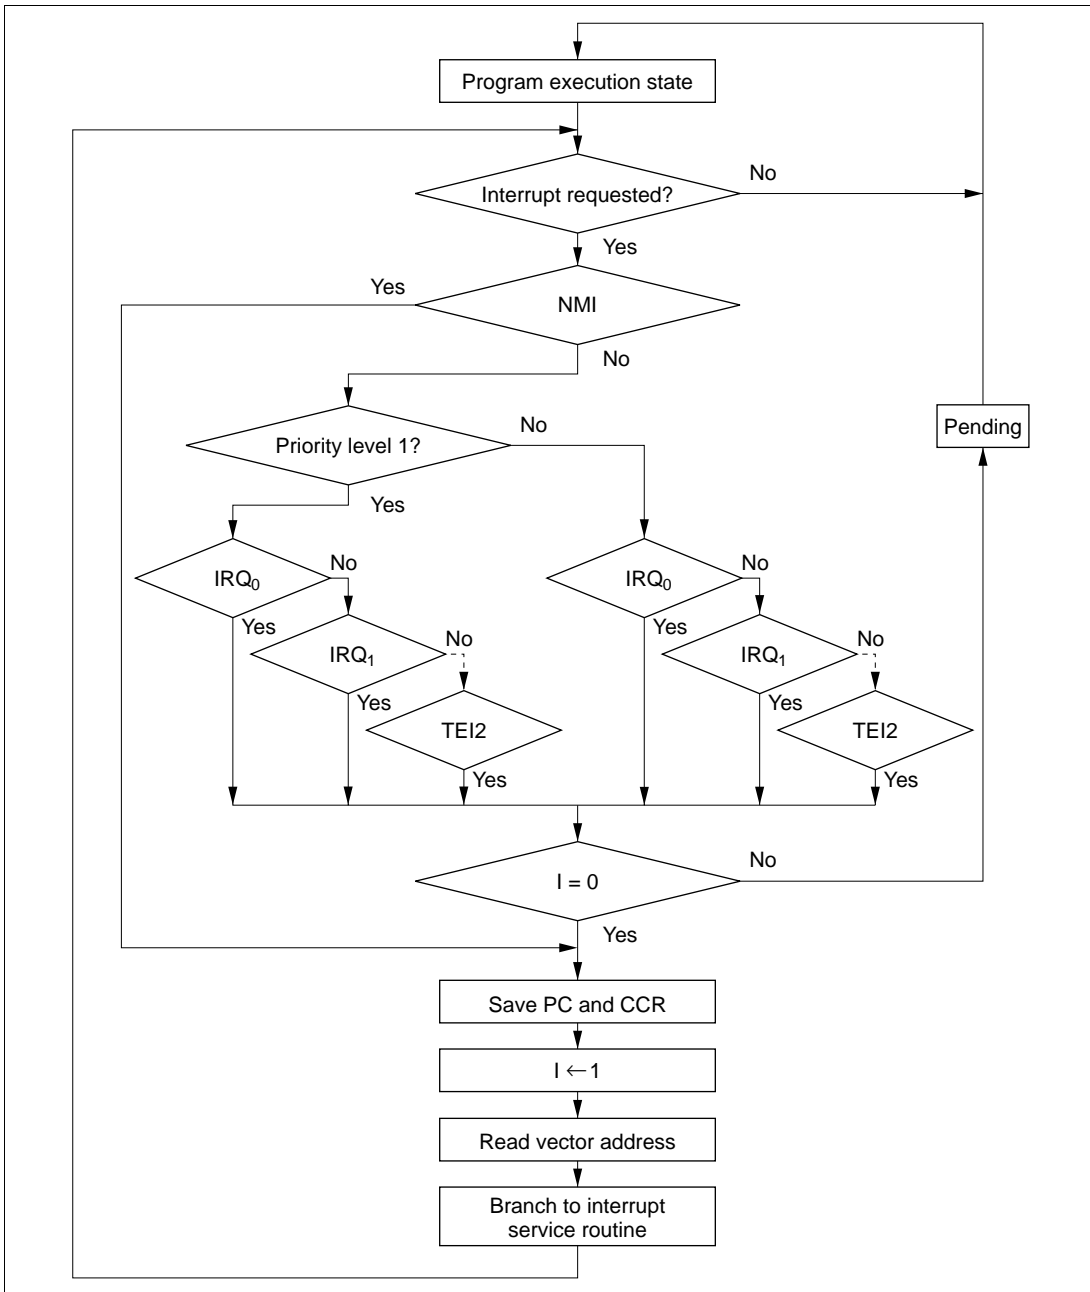 Program execution state
Interrupt requested?
No
Yes
Yes
NMI
No
Pending
Priority level 1?
No
Yes
IRQ0
No
Yes
IRQ1
No
Yes
TEI2
Yes
IRQ0
No
Yes
IRQ1
No
Yes
TEI2
Yes
I = 0
No
Yes
Save PC and CCR
I ← 1
Read vector address
Branch to interrupt
service routine